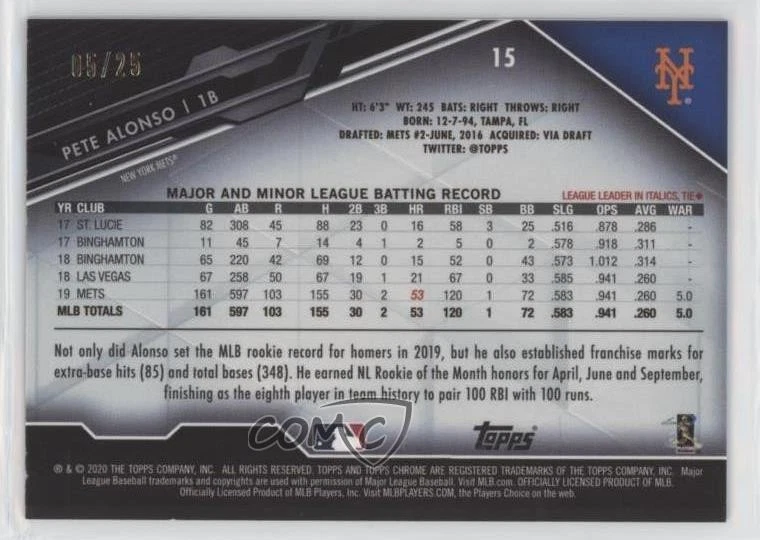 05/25
15
NY
PETE ALONSO | 1B
NEW YORK METS®
HT: 6'3" WT: 245 BATS: RIGHT THROWS: RIGHT
BORN: 12-7-94, TAMPA, FL
DRAFTED: METS #2-JUNE, 2016 ACQUIRED: VIA DRAFT
TWITTER: @TOPPS
MAJOR AND MINOR LEAGUE BATTING RECORD LEAGUE LEADER IN ITALICS, TIE♦
YR CLUB G AB R H 2B 3B HR RBI SB BB SLG OPS AVG WAR
17 ST. LUCIE 82 308 45 88 23 0 16 58 3 25 .516 .878 .286 -
17 BINGHAMTON 11 45 7 14 4 1 2 5 0 2 .578 .918 .311 -
18 BINGHAMTON 65 220 42 69 12 0 15 52 0 43 .573 1.012 .314 -
18 LAS VEGAS 67 258 50 67 19 1 21 67 0 33 .585 .941 .260 -
19 METS 161 597 103 155 30 2 53 120 1 72 .583 .941 .260 5.0
MLB TOTALS 161 597 103 155 30 2 53 120 1 72 .583 .941 .260 5.0
Not only did Alonso set the MLB rookie record for homers in 2019, but he also established franchise marks for
extra-base hits (85) and total bases (348). He earned NL Rookie of the Month honors for April, June and September,
finishing as the eighth player in team history to pair 100 RBI with 100 runs.
COMC
topps
® & © 2020 THE TOPPS COMPANY, INC. ALL RIGHTS RESERVED. TOPPS AND TOPPS CHROME ARE REGISTERED TRADEMARKS OF THE TOPPS COMPANY, INC. Major
League Baseball trademarks and copyrights are used with permission of Major League Baseball. Visit MLB.com. OFFICIALLY LICENSED PRODUCT OF MLB
Officially Licensed Product of MLB Players, Inc. Visit MLBPLAYERS.COM, the Players Choice on the web.